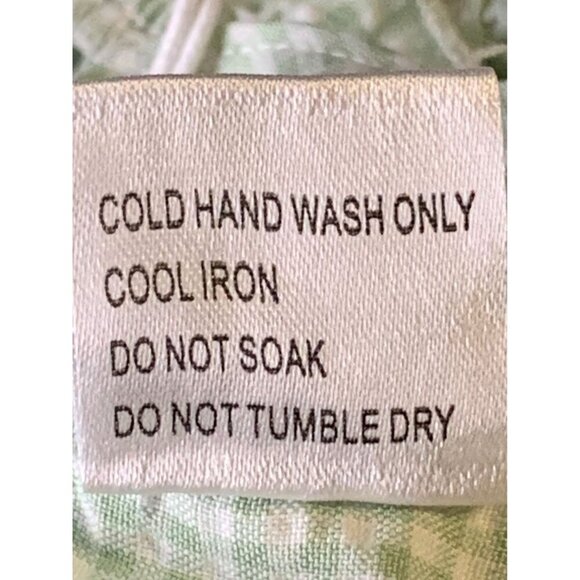 COLD HAND WASH ONLY
COOL IRON
DO NOT SOAK
DO NOT TUMBLE DRY